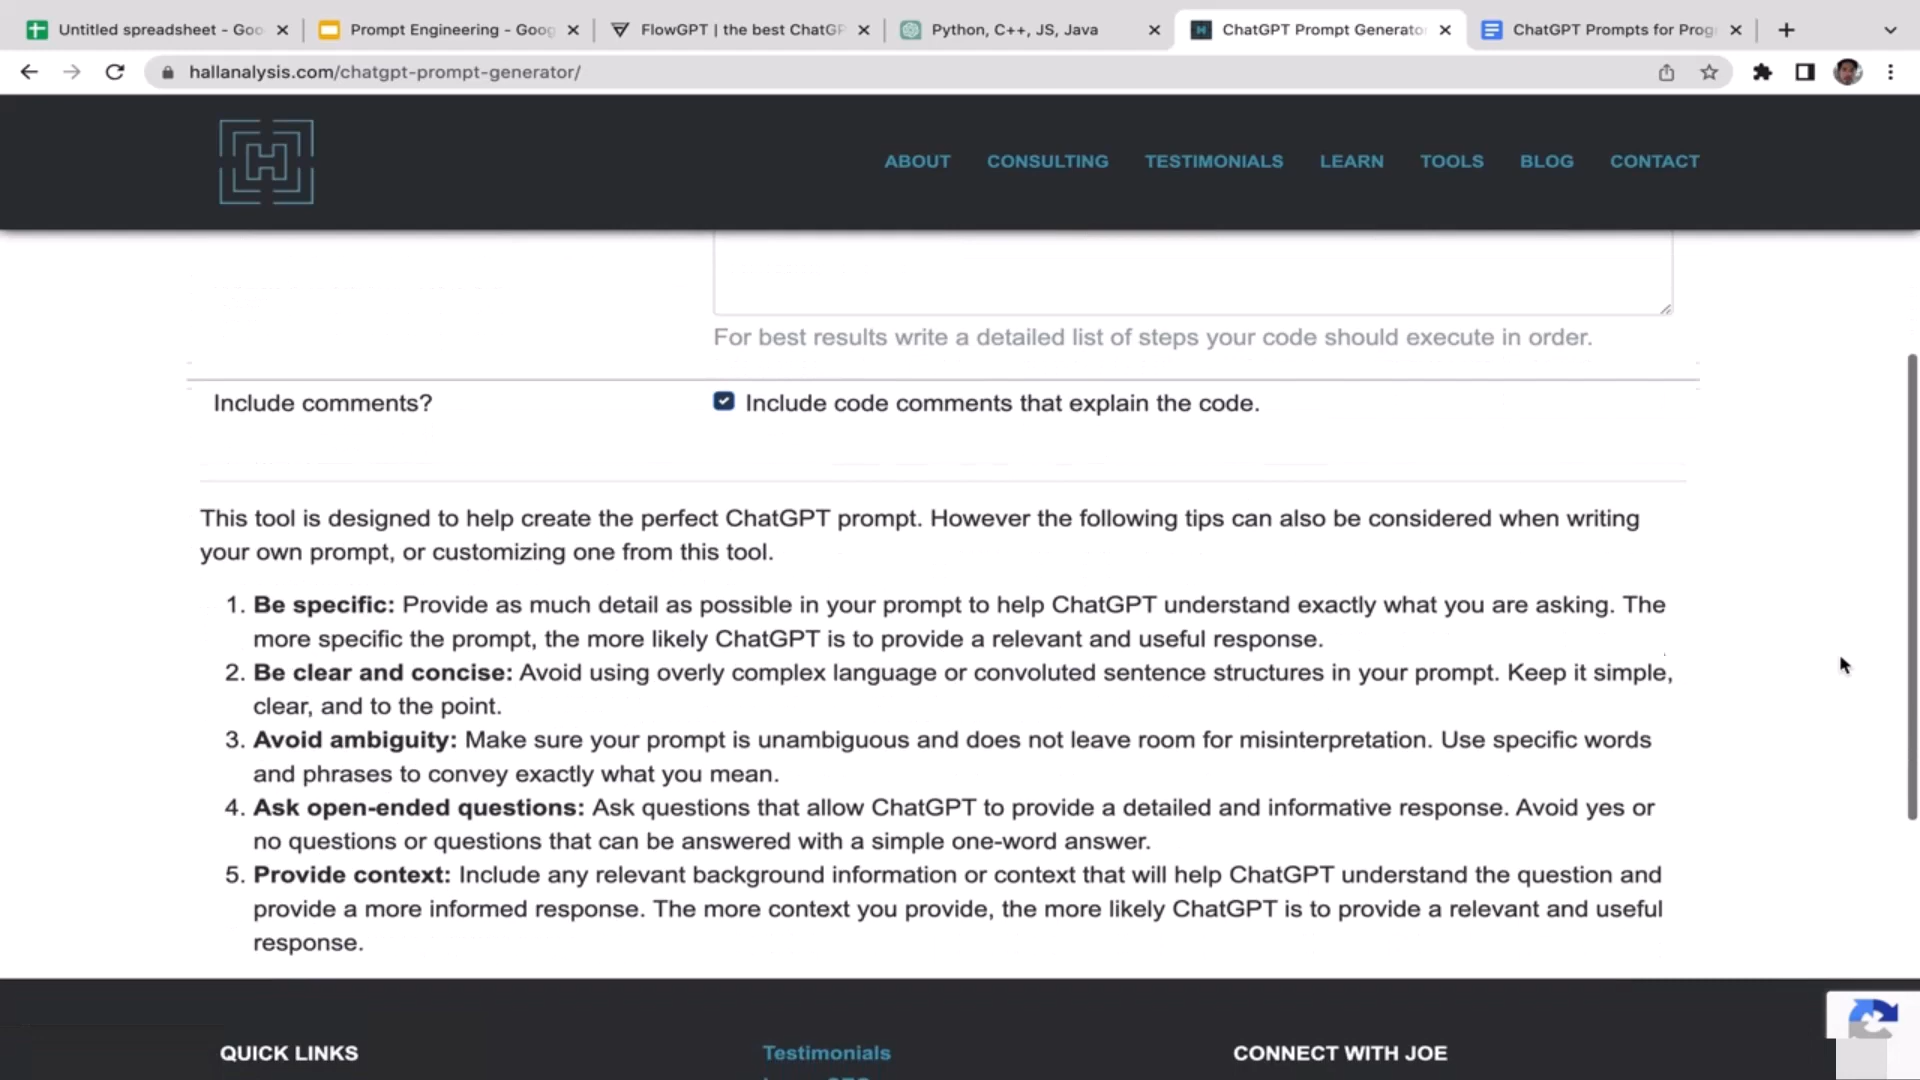 Untitled spreadsheet - Goo
Prompt Engineering - Goog
FlowGPT | the best ChatGP
Python, C++, JS, Java
ChatGPT Prompt Generato
ChatGPT Prompts for Prog
hallanalysis.com/chatgpt-prompt-generator/
H
ABOUT CONSULTING TESTIMONIALS LEARN TOOLS BLOG CONTACT
For best results write a detailed list of steps your code should execute in order.
Include comments? Include code comments that explain the code.
This tool is designed to help create the perfect ChatGPT prompt. However the following tips can also be considered when writing
your own prompt, or customizing one from this tool.
1. Be specific: Provide as much detail as possible in your prompt to help ChatGPT understand exactly what you are asking. The
more specific the prompt, the more likely ChatGPT is to provide a relevant and useful response.
2. Be clear and concise: Avoid using overly complex language or convoluted sentence structures in your prompt. Keep it simple,
clear, and to the point.
3. Avoid ambiguity: Make sure your prompt is unambiguous and does not leave room for misinterpretation. Use specific words
and phrases to convey exactly what you mean.
4. Ask open-ended questions: Ask questions that allow ChatGPT to provide a detailed and informative response. Avoid yes or
no questions or questions that can be answered with a simple one-word answer.
5. Provide context: Include any relevant background information or context that will help ChatGPT understand the question and
provide a more informed response. The more context you provide, the more likely ChatGPT is to provide a relevant and useful
response.
QUICK LINKS Testimonials CONNECT WITH JOE